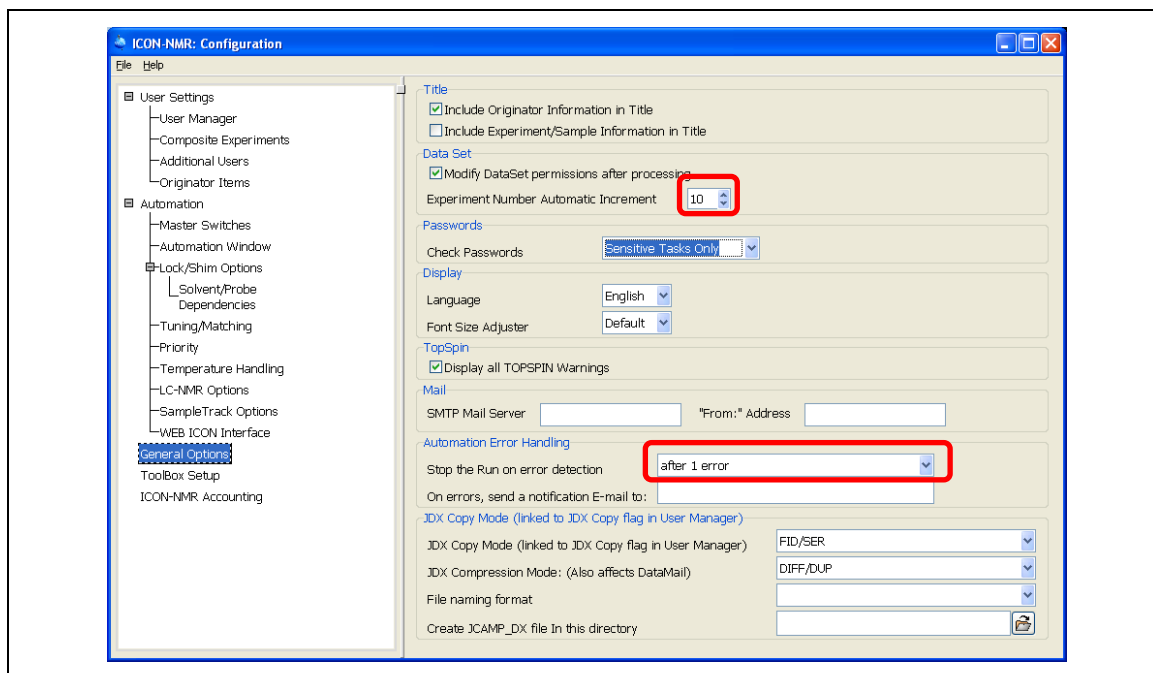 ICON-NMR: Configuration
File Help
User Settings
User Manager
Composite Experiments
Additional Users
Originator Items
Automation
Master Switches
Automation Window
Lock/Shim Options
Solvent/Probe
Dependencies
Tuning/Matching
Priority
Temperature Handling
LC-NMR Options
SampleTrack Options
WEB ICON Interface
General Options
ToolBox Setup
ICON-NMR Accounting
Title
Include Originator Information in Title
Include Experiment/Sample Information in Title
Data Set
Modify DataSet permissions after processing
Experiment Number Automatic Increment 10
Passwords
Check Passwords Sensitive Tasks Only
Display
Language English
Font Size Adjuster Default
TopSpin
Display all TOPSPIN Warnings
Mail
SMTP Mail Server "From:" Address
Automation Error Handling
Stop the Run on error detection after 1 error
On errors, send a notification E-mail to:
JDX Copy Mode (linked to JDX Copy flag in User Manager)
JDX Copy Mode (linked to JDX Copy flag in User Manager) FID/SER
JDX Compression Mode: (Also affects DataMail) DIFF/DUP
File naming format
Create JCAMP_DX file In this directory